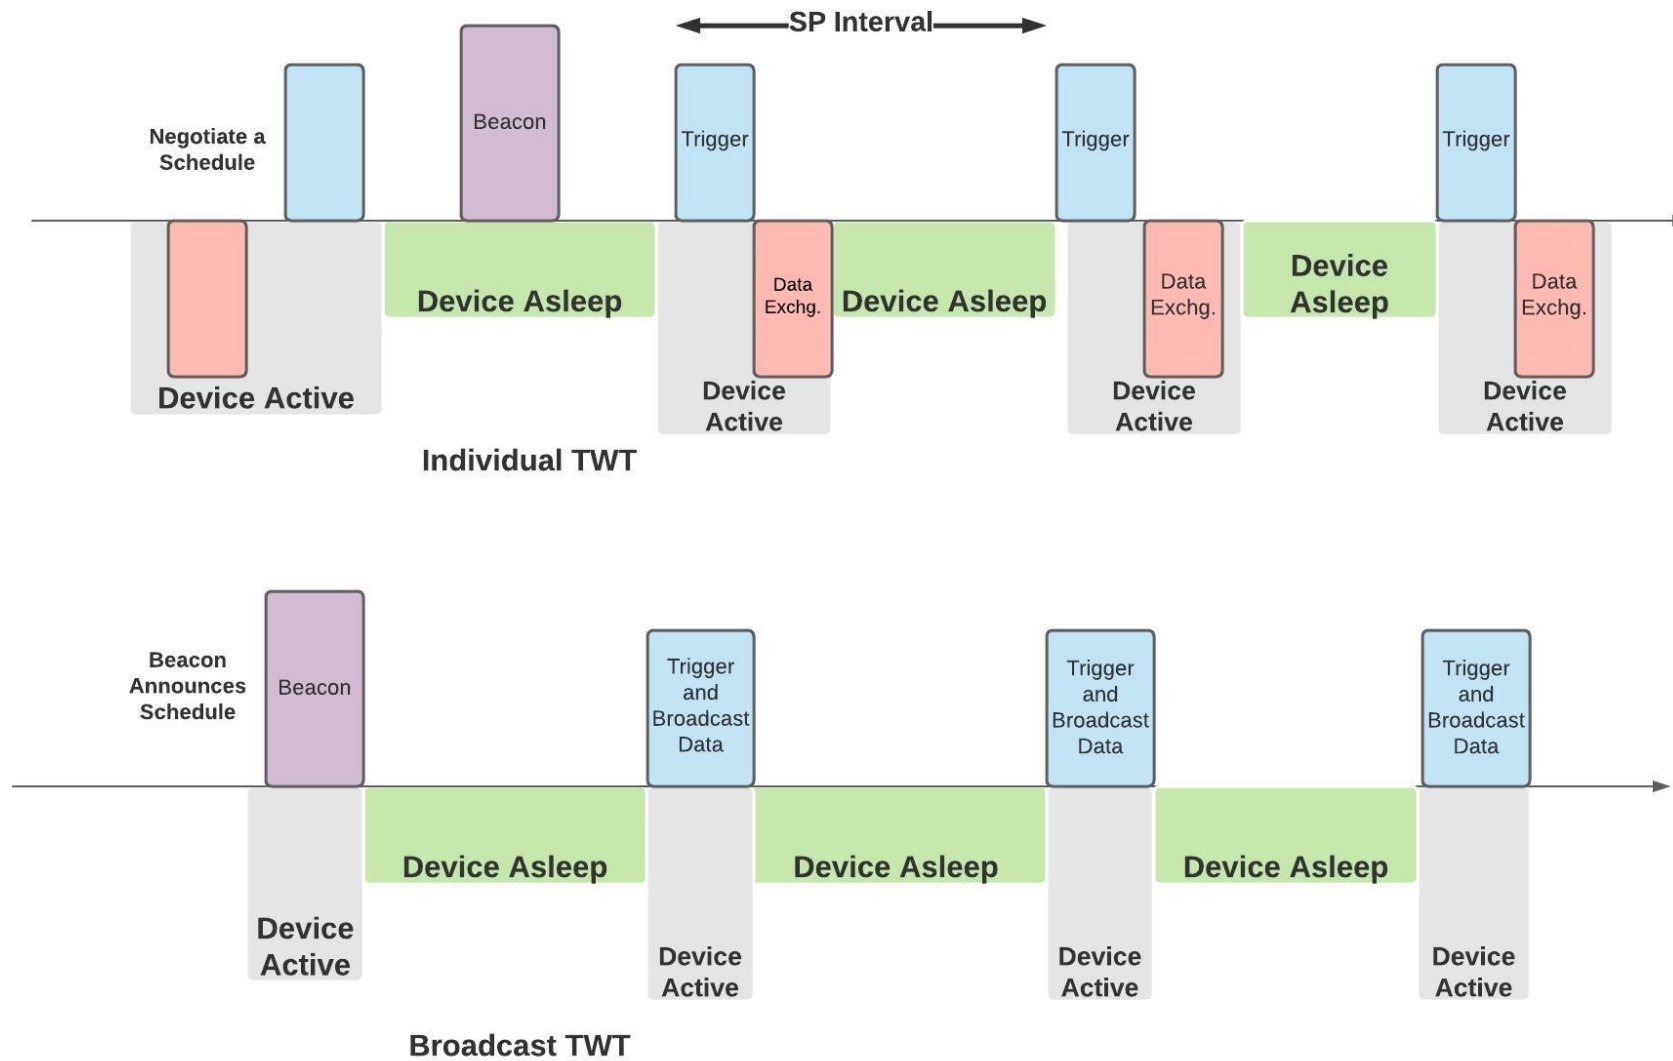 SP Interval
Negotiate a
Schedule
Beacon
Trigger
Trigger
Trigger
Device Asleep
Data
Exchg.
Device Asleep
Data
Exchg.
Device
Asleep
Data
Exchg.
Device Active
Device
Active
Device
Active
Device
Active
Individual TWT
Beacon
Announces
Schedule
Beacon
Trigger
and
Broadcast
Data
Trigger
and
Broadcast
Data
Trigger
and
Broadcast
Data
Device Asleep
Device Asleep
Device Asleep
Device
Active
Device
Active
Device
Active
Device
Active
Broadcast TWT